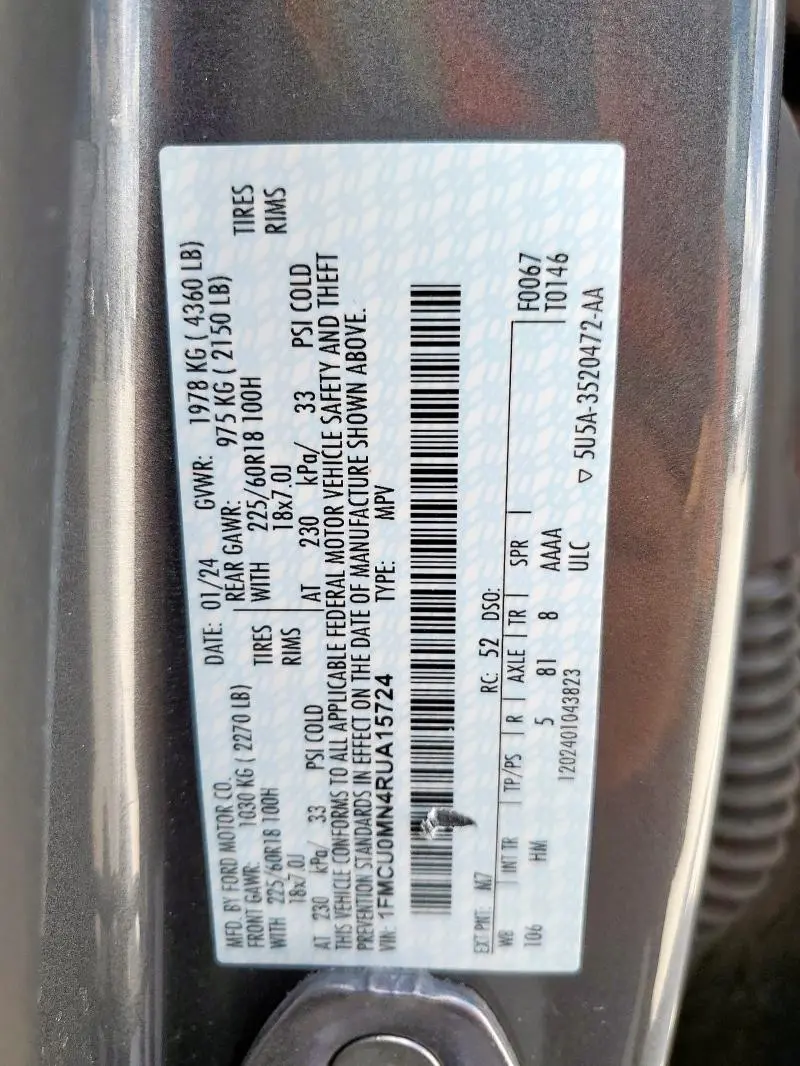 MFD BY FORD MOTOR CO.
DATE: 01/24 GVWR: 1978 KG ( 4360 LB)
FRONT GAWR: 1030 KG ( 2270 LB) REAR GAWR: 975 KG ( 2150 LB)
WITH 225/60R18 100H TIRES WITH 225/60R18 100H TIRES
18x7.0J RIMS 18x7.0J RIMS
AT 230 kPa/ 33 PSI COLD AT 230 kPa/ 33 PSI COLD
THIS VEHICLE CONFORMS TO ALL APPLICABLE FEDERAL MOTOR VEHICLE SAFETY AND THEFT
PREVENTION STANDARDS IN EFFECT ON THE DATE OF MANUFACTURE SHOWN ABOVE.
VIN: 1FMCU0MN4RUA15724 TYPE: MPV
EXT PNT: M7 RC: 52 DSO:
WB INT TR TP/PS R AXLE TR SPR F0067
106 HM 5 81 8 AAAA T0146
1202401043823 ULC
▽ 5U5A-3520472-AA